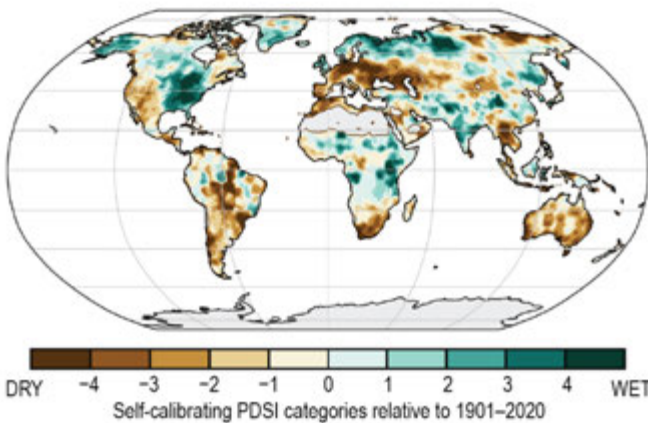 DRY −4 −3 −2 −1 0 1 2 3 4 WET
Self-calibrating PDSI categories relative to 1901–2020